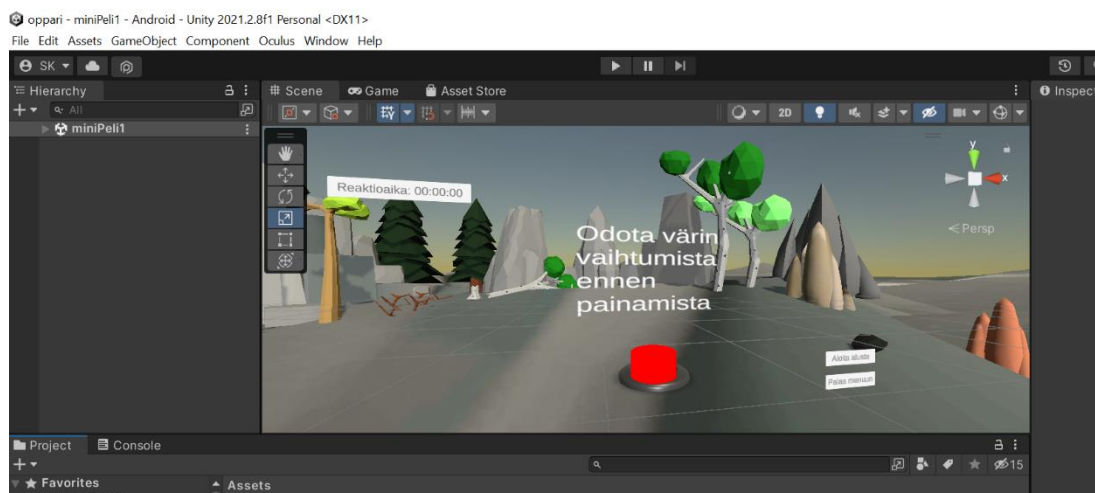 oppari - miniPeli1 - Android - Unity 2021.2.8f1 Personal <DX11>
File Edit Assets GameObject Component Oculus Window Help
SK
Hierarchy
Scene Game Asset Store
Inspec
All
2D
miniPeli1
y
x
Persp
Reaktioaika: 00:00:00
Odota värin
vaihtumista
ennen
painamista
Aloita alusta
Palaa menuun
Project Console
15
Favorites
Assets